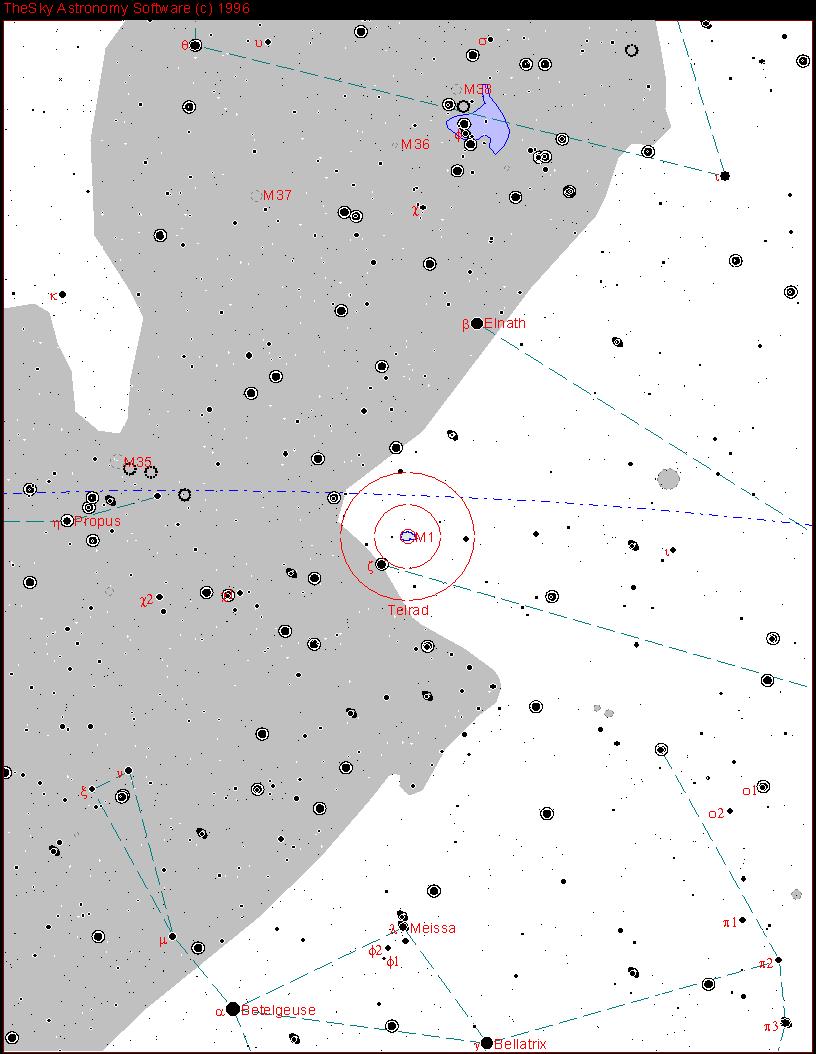 TheSky Astronomy Software (c) 1996
θ
υ
σ
M38
ϕ
M36
ι
M37
χ
κ
β Elnath
M35
η Propus
M1
ι
ζ
χ2
Telrad
ν
ξ
ο1
ο2
π1
λ Meissa
μ
ϕ2
ϕ1
π2
α Betelgeuse
π3
γ Bellatrix